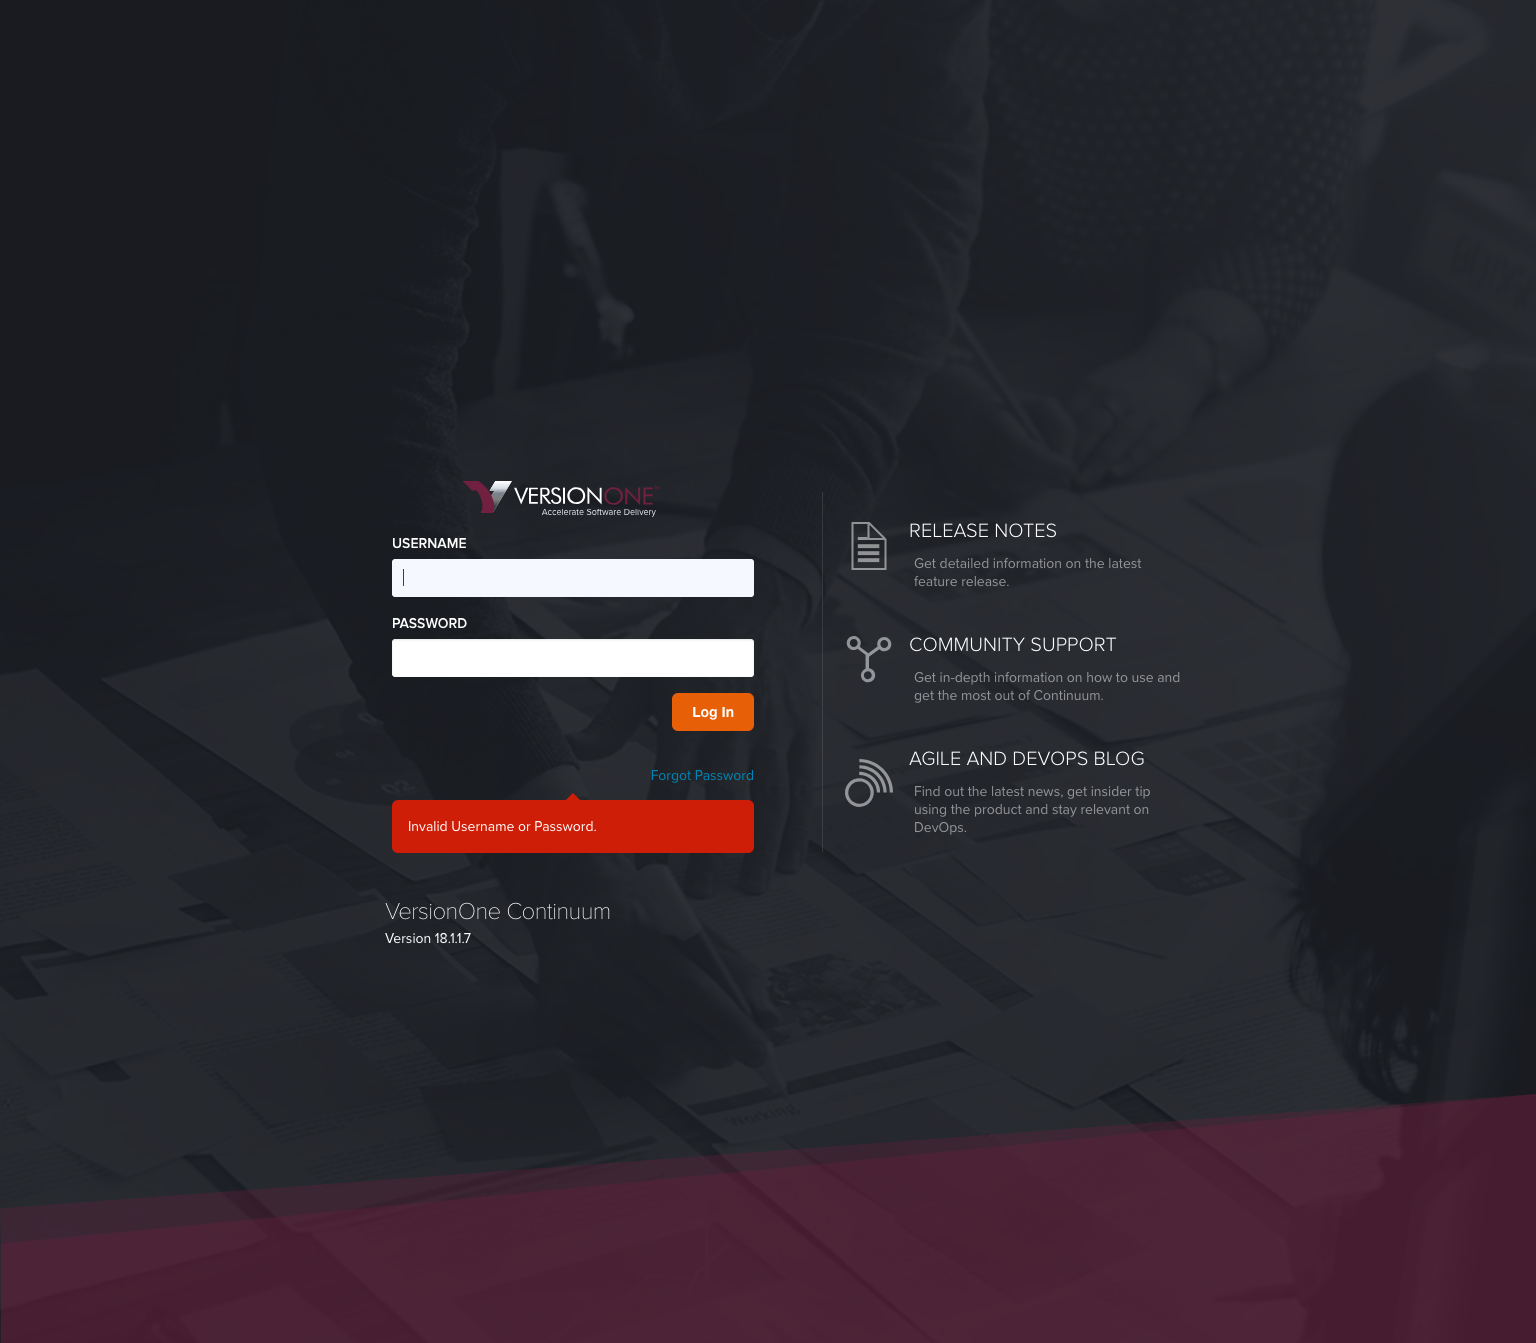 VERSIONONE
Accelerate Software Delivery
USERNAME
PASSWORD
Log In
Forgot Password
Invalid Username or Password.
VersionOne Continuum
Version 18.1.1.7
RELEASE NOTES
Get detailed information on the latest
feature release.
COMMUNITY SUPPORT
Get in-depth information on how to use and
get the most out of Continuum.
AGILE AND DEVOPS BLOG
Find out the latest news, get insider tip
using the product and stay relevant on
DevOps.